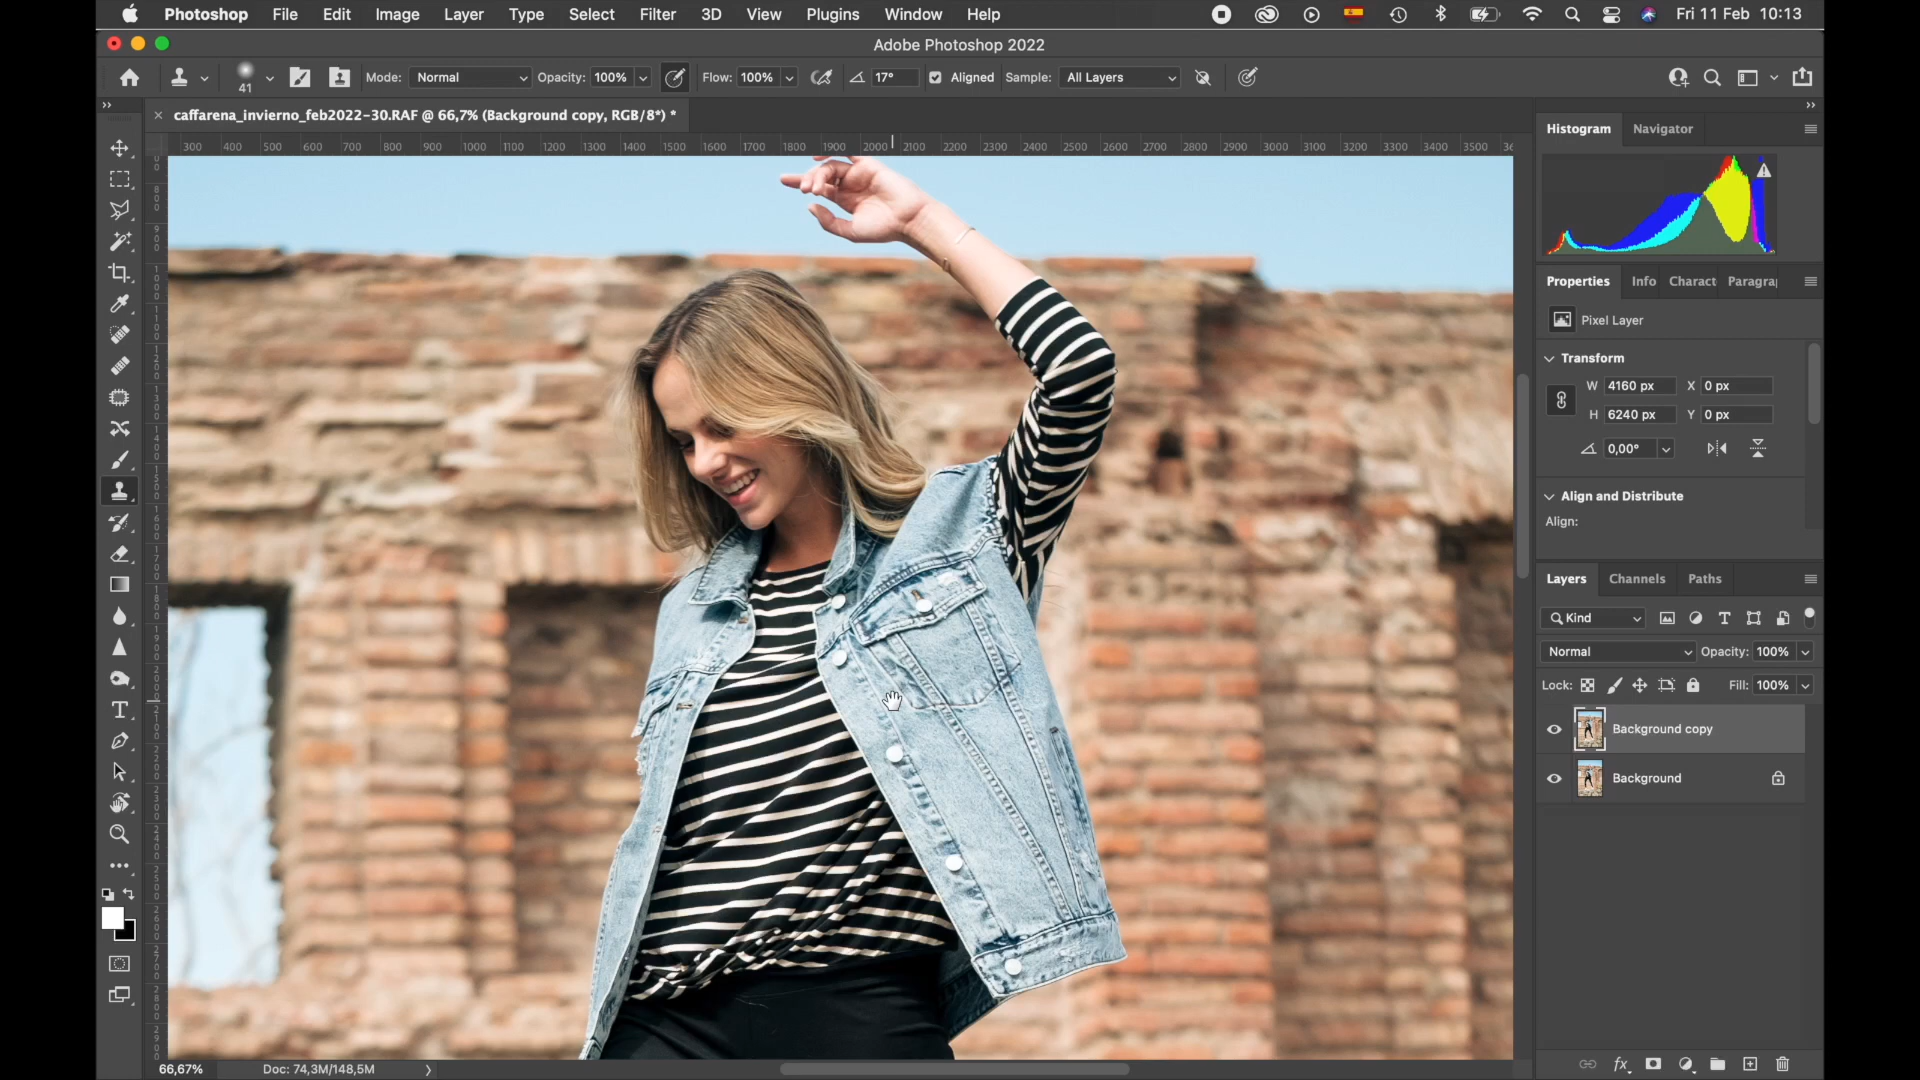 Photoshop File Edit Image Layer Type Select Filter 3D View Plugins Window Help Fri 11 Feb 10:13
Adobe Photoshop 2022
41 Mode: Normal Opacity: 100% Flow: 100% 17° Aligned Sample: All Layers
caffarena_invierno_feb2022-30.RAF @ 66,7% (Background copy, RGB/8*) *
300 400 500 600 700 800 900 1000 1100 1200 1300 1400 1500 1600 1700 1800 1900 2000 2100 2200 2300 2400 2500 2600 2700 2800 2900 3000 3100 3200 3300 3400 3500
Histogram Navigator
Properties Info Charact Paragra
Pixel Layer
Transform
W 4160 px X 0 px
H 6240 px Y 0 px
0,00°
Align and Distribute
Align:
Layers Channels Paths
Kind
Normal Opacity: 100%
Lock: Fill: 100%
Background copy
Background
fx
66,67% Doc: 74,3M/148,5M